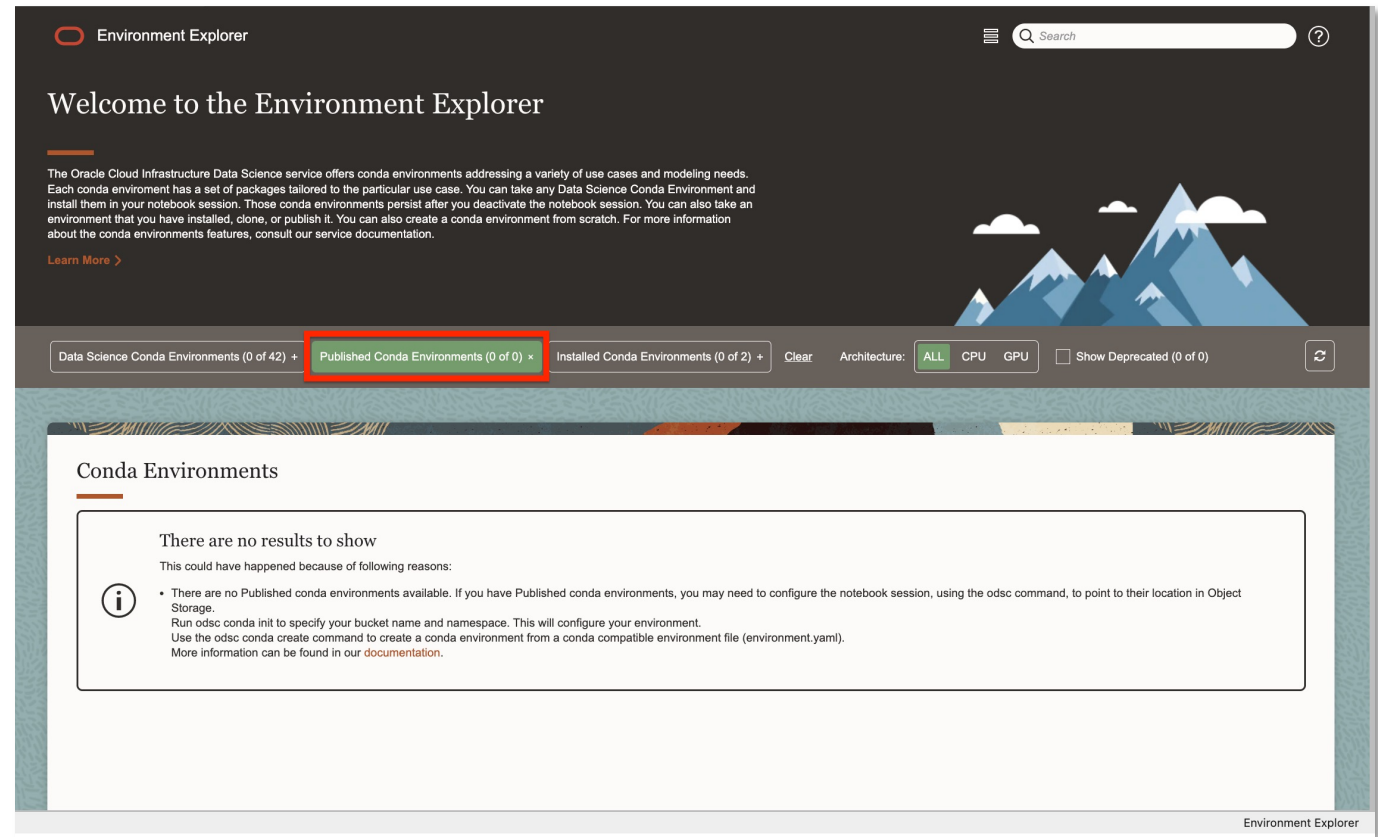 Environment Explorer
Search
?
Welcome to the Environment Explorer
The Oracle Cloud Infrastructure Data Science service offers conda environments addressing a variety of use cases and modeling needs.
Each conda enviroment has a set of packages tailored to the particular use case. You can take any Data Science Conda Environment and
install them in your notebook session. Those conda environments persist after you deactivate the notebook session. You can also take an
environment that you have installed, clone, or publish it. You can also create a conda environment from scratch. For more information
about the conda environments features, consult our service documentation.
Learn More >
Data Science Conda Environments (0 of 42) +
Published Conda Environments (0 of 0) ×
Installed Conda Environments (0 of 2) +
Clear
Architecture:
ALL
CPU
GPU
Show Deprecated (0 of 0)
Conda Environments
There are no results to show
This could have happened because of following reasons:
• There are no Published conda environments available. If you have Published conda environments, you may need to configure the notebook session, using the odsc command, to point to their location in Object
Storage.
Run odsc conda init to specify your bucket name and namespace. This will configure your environment.
Use the odsc conda create command to create a conda environment from a conda compatible environment file (environment.yaml).
More information can be found in our documentation.
Environment Explorer